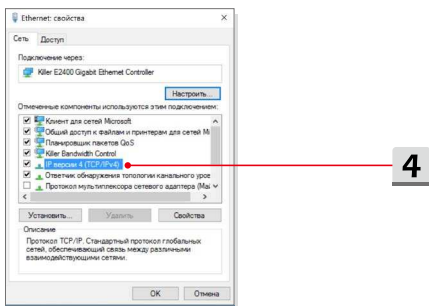 Ethernet: свойства
Сеть Доступ
Подключение через:
Killer E2400 Gigabit Ethernet Controller
Настроить...
Отмеченные компоненты используются этим подключением:
Клиент для сетей Microsoft
Общий доступ к файлам и принтерам для сетей Mi
Планировщик пакетов QoS
Killer Bandwidth Control
IP версии 4 (TCP/IPv4)
4
Ответчик обнаружения топологии канального уров
Протокол мультиплексора сетевого адаптера (Май
Установить... Удалить Свойства
Описание
Протокол TCP/IP. Стандартный протокол глобальных
сетей, обеспечивающий связь между различными
взаимодействующими сетями.
OK Отмена